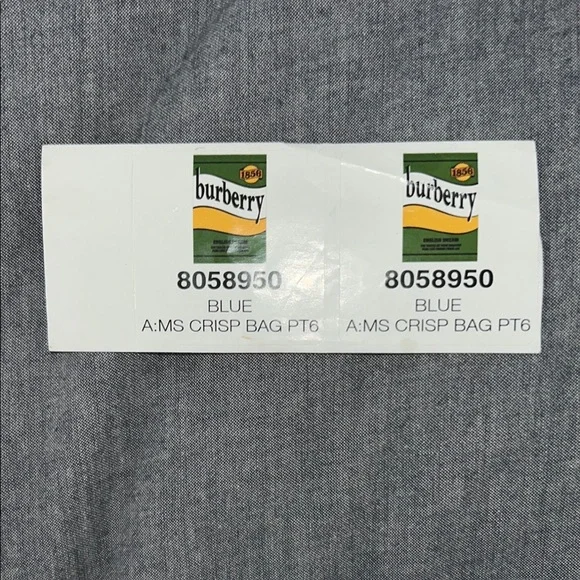 1856
burberry
8058950
BLUE
A:MS CRISP BAG PT6
1856
burberry
8058950
BLUE
A:MS CRISP BAG PT6